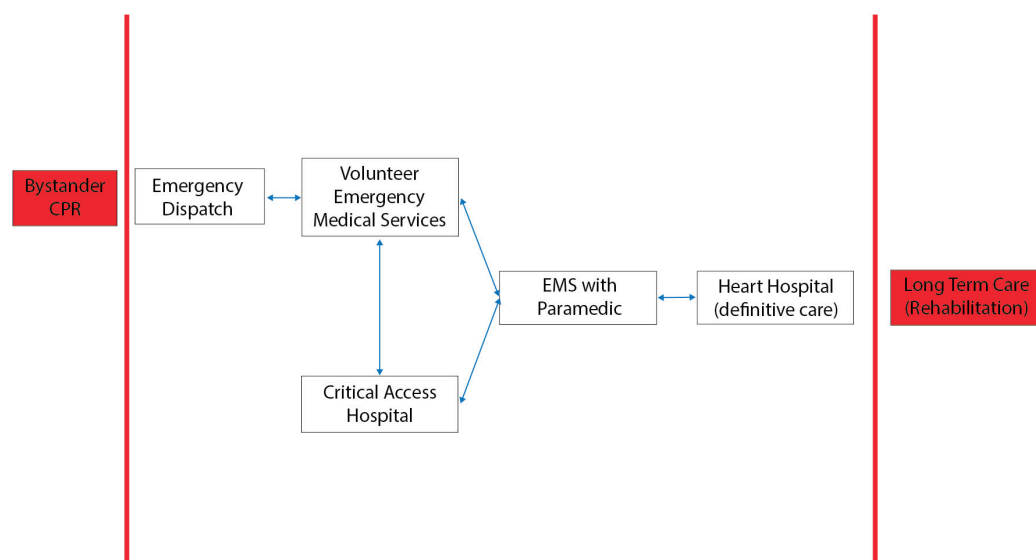 Bystander
CPR
Emergency
Dispatch
Volunteer
Emergency
Medical Services
EMS with
Paramedic
Heart Hospital
(definitive care)
Long Term Care
(Rehabilitation)
Critical Access
Hospital